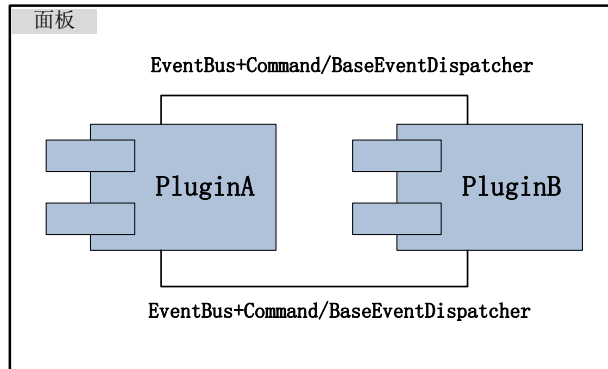 面板
EventBus+Command/BaseEventDispatcher
PluginA
PluginB
EventBus+Command/BaseEventDispatcher